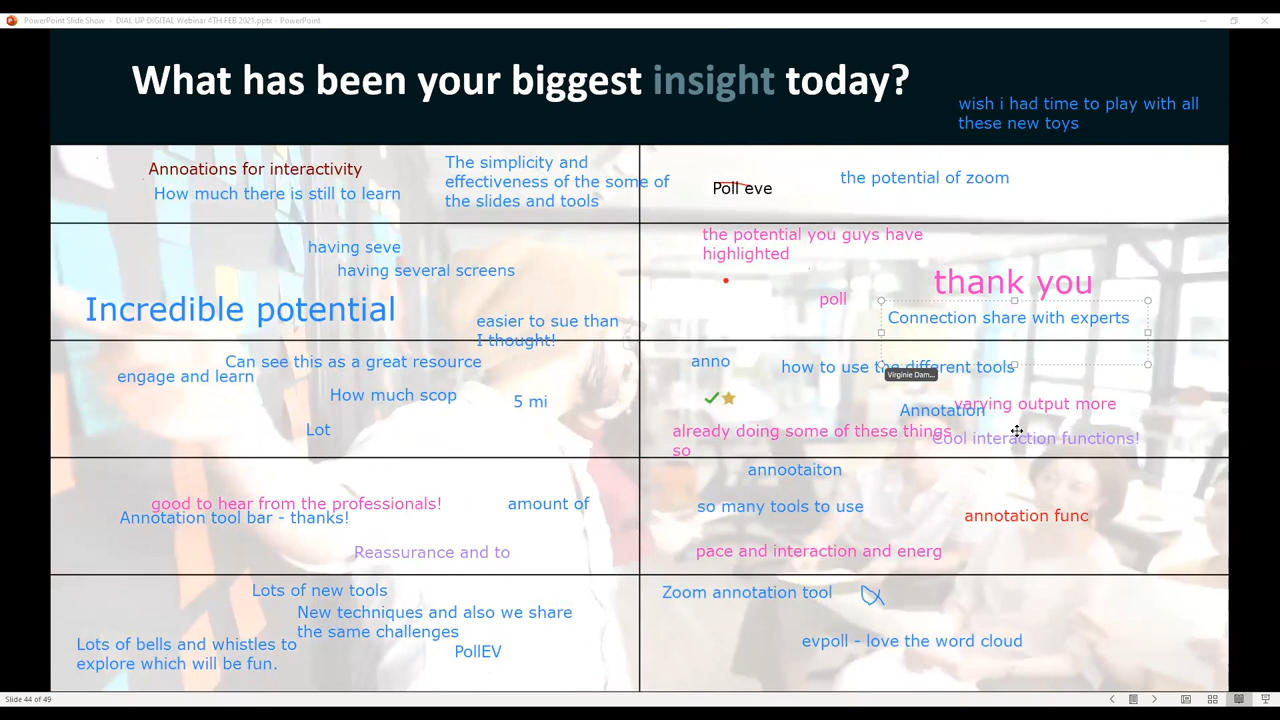 PowerPoint Slide Show - DIAL UP DIGITAL Webinar 4TH FEB 2021.pptx - PowerPoint
What has been your biggest insight today?
wish i had time to play with all
these new toys
Annoations for interactivity
How much there is still to learn
The simplicity and
effectiveness of the some of
the slides and tools
Poll eve
the potential of zoom
having seve
having several screens
Incredible potential
easier to sue than
I thought!
the potential you guys have
highlighted
poll
thank you
Connection share with experts
Can see this as a great resource
engage and learn
How much scop
5 mi
Lot
anno
how to use the different tools
Virginie Dam...
varying output more
Annotation
already doing some of these things
so
Cool interaction functions!
good to hear from the professionals!
Annotation tool bar - thanks!
amount of
Reassurance and to
annootaiton
so many tools to use
annotation func
pace and interaction and energ
Lots of new tools
New techniques and also we share
the same challenges
Lots of bells and whistles to
explore which will be fun.
PollEV
Zoom annotation tool
evpoll - love the word cloud
Slide 44 of 49